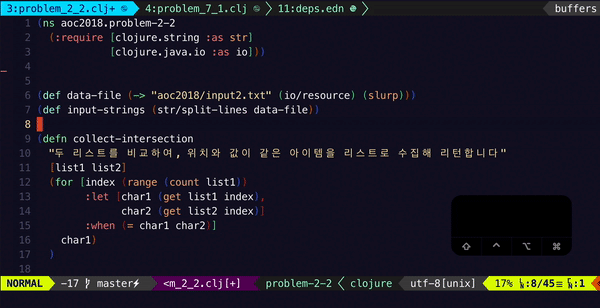 3:problem_2_2.clj+ 4:problem_7_1.clj 11:deps.edn buffers
1 (ns aoc2018.problem-2-2
2 (:require [clojure.string :as str]
3 [clojure.java.io :as io]))
4
5
6 (def data-file (-> "aoc2018/input2.txt" (io/resource) (slurp)))
7 (def input-strings (str/split-lines data-file))
8
9 (defn collect-intersection
10 "두 리스트를 비교하여, 위치와 값이 같은 아이템을 리스트로 수집해 리턴합니다"
11 [list1 list2]
12 (for [index (range (count list1))
13 :let [char1 (get list1 index),
14 char2 (get list2 index)]
15 :when (= char1 char2)]
16 char1)
17 )
18
⇧ ^ ⌥ ⌘
NORMAL -17 master⚡ <m_2_2.clj[+] problem-2-2 clojure utf-8[unix] 17% ㏑:8/45≡ ℅:1